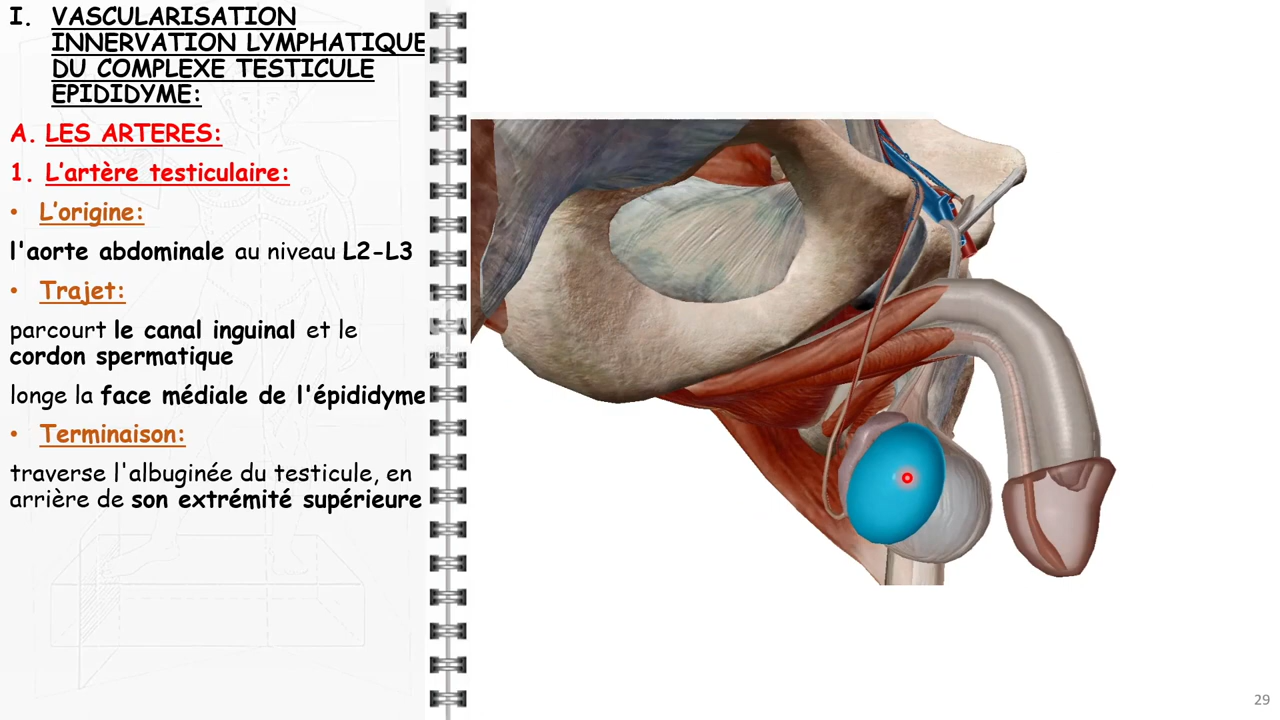 I. VASCULARISATION
INNERVATION LYMPHATIQUE
DU COMPLEXE TESTICULE
EPIDIDYME:
A. LES ARTERES:
1. L'artère testiculaire:
• L'origine:
l'aorte abdominale au niveau L2-L3
• Trajet:
parcourt le canal inguinal et le
cordon spermatique
longe la face médiale de l'épididyme
• Terminaison:
traverse l'albuginée du testicule, en
arrière de son extrémité supérieure
29